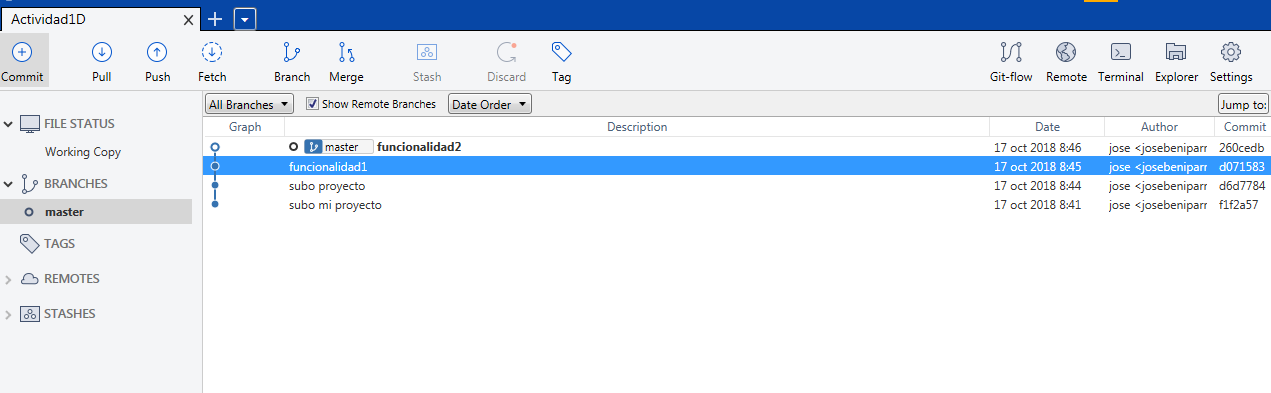 Actividad1D
Commit Pull Push Fetch Branch Merge Stash Discard Tag Git-flow Remote Terminal Explorer Settings
FILE STATUS
Working Copy
BRANCHES
master
TAGS
REMOTES
STASHES
All Branches Show Remote Branches Date Order Jump to:
Graph Description Date Author Commit
master funcionalidad2 17 oct 2018 8:46 jose <josebeniparr 260cedb
funcionalidad1 17 oct 2018 8:45 jose <josebeniparr d071583
subo proyecto 17 oct 2018 8:44 jose <josebeniparr d6d7784
subo mi proyecto 17 oct 2018 8:41 jose <josebeniparr f1f2a57